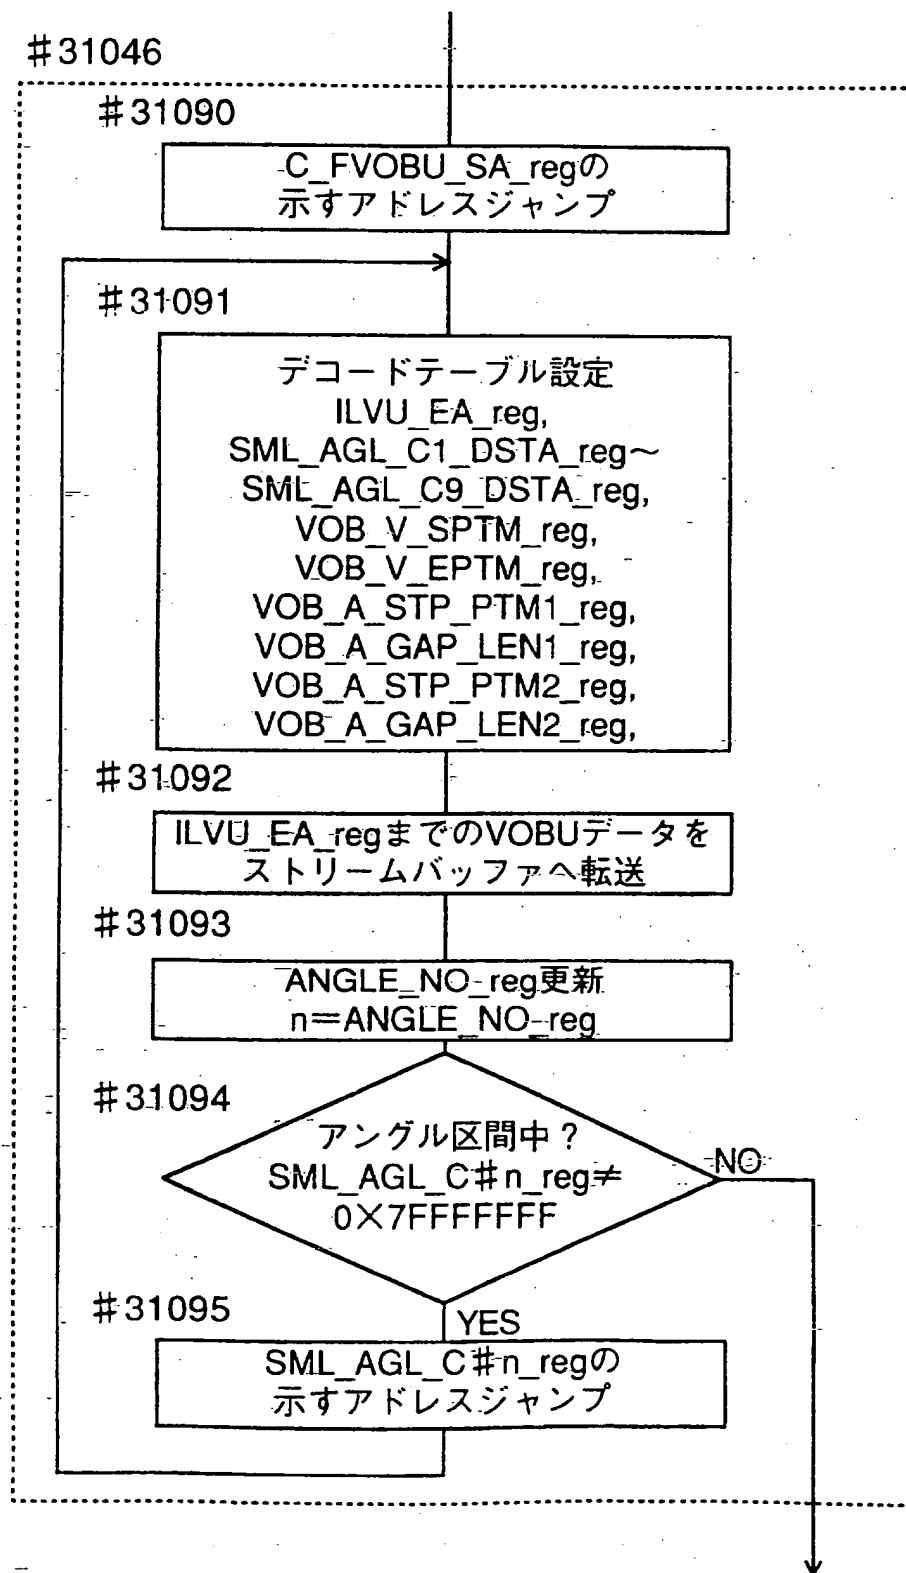 #31046
#31090
C_FVOBU_SA_regの
示すアドレスジャンプ
#31091
デコードテーブル設定
ILVU_EA_reg,
SML_AGL_C1_DSTA_reg~
SML_AGL_C9_DSTA_reg,
VOB_V_SPTM_reg,
VOB_V_EPTM_reg,
VOB_A_STP_PTM1_reg,
VOB_A_GAP_LEN1_reg,
VOB_A_STP_PTM2_reg,
VOB_A_GAP_LEN2_reg,
#31092
ILVU_EA_regまでのVOBUデータを
ストリームバッファへ転送
#31093
ANGLE_NO_reg更新
n=ANGLE_NO_reg
#31094
アングル区間中?
SML_AGL_C#n_reg≠
0×7FFFFFFF
NO
#31095
YES
SML_AGL_C#n_regの
示すアドレスジャンプ